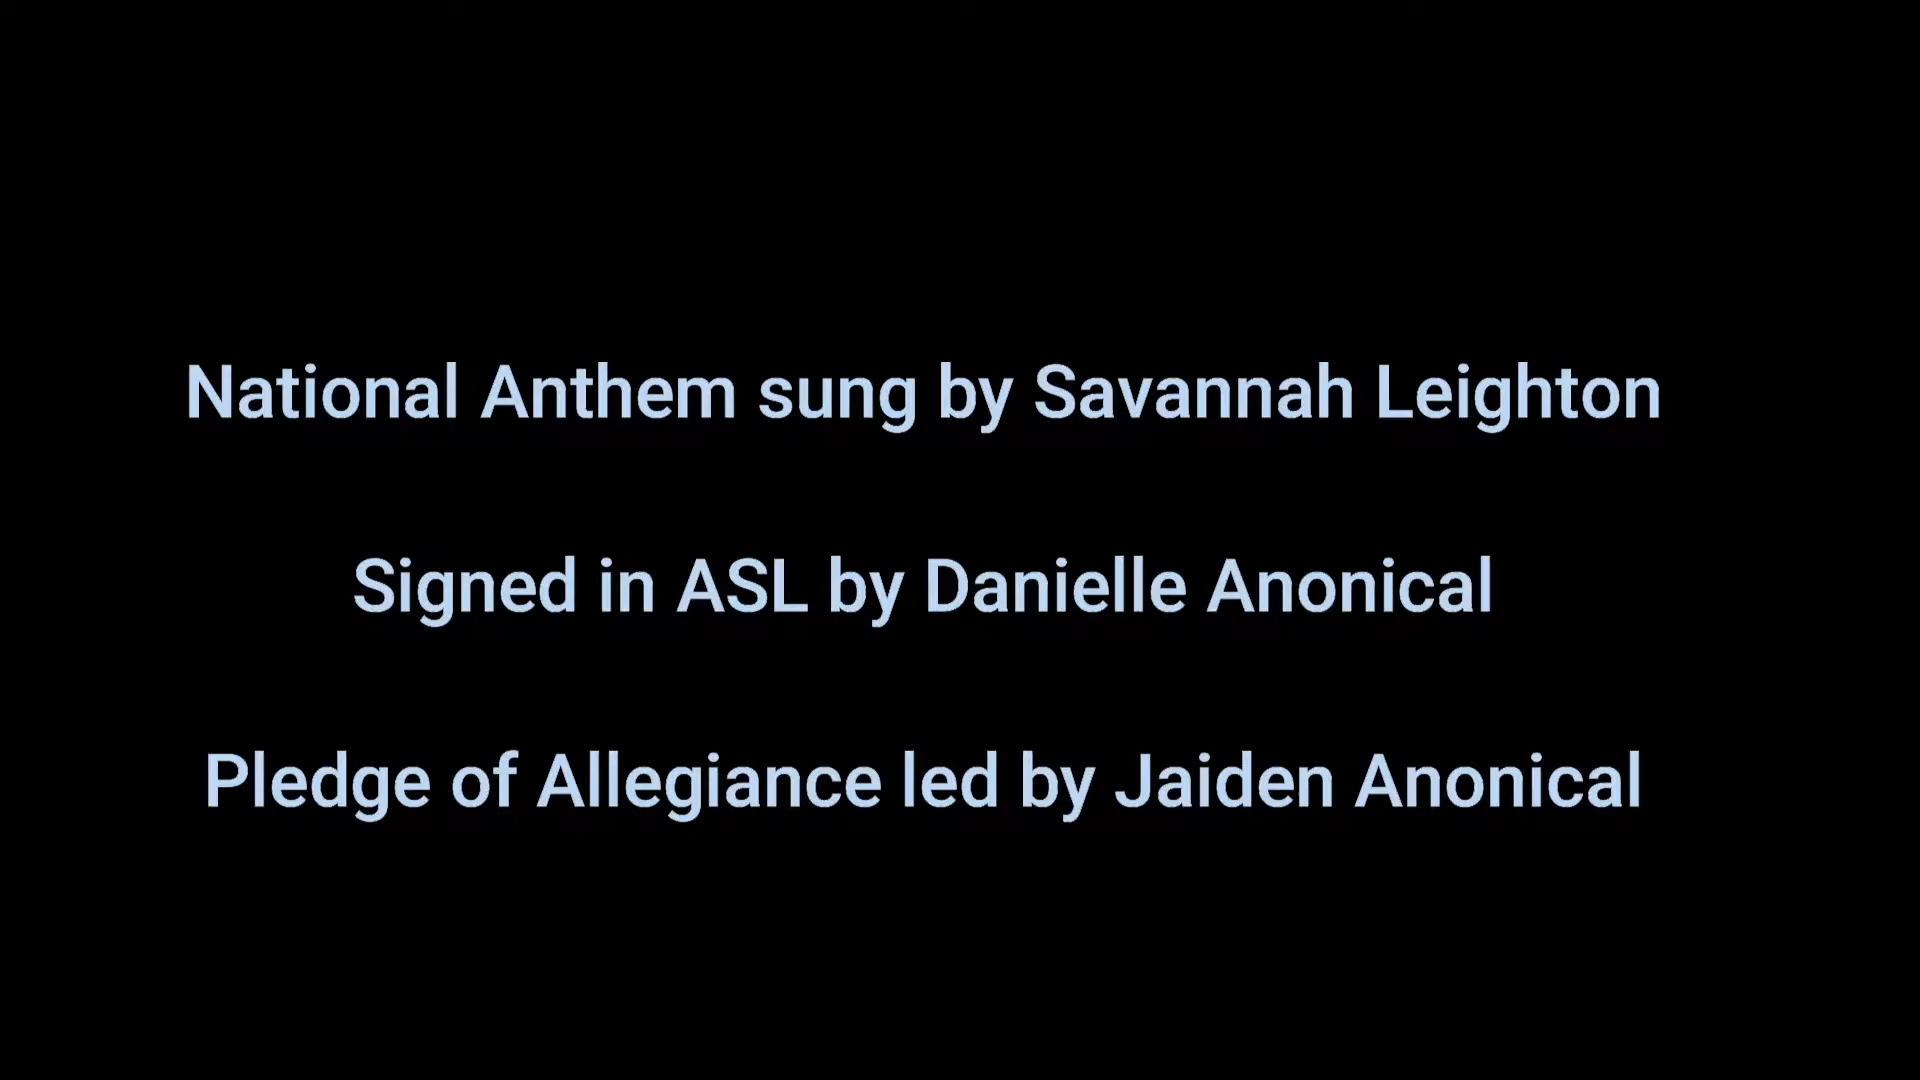 National Anthem sung by Savannah Leighton
Signed in ASL by Danielle Anonical
Pledge of Allegiance led by Jaiden Anonical